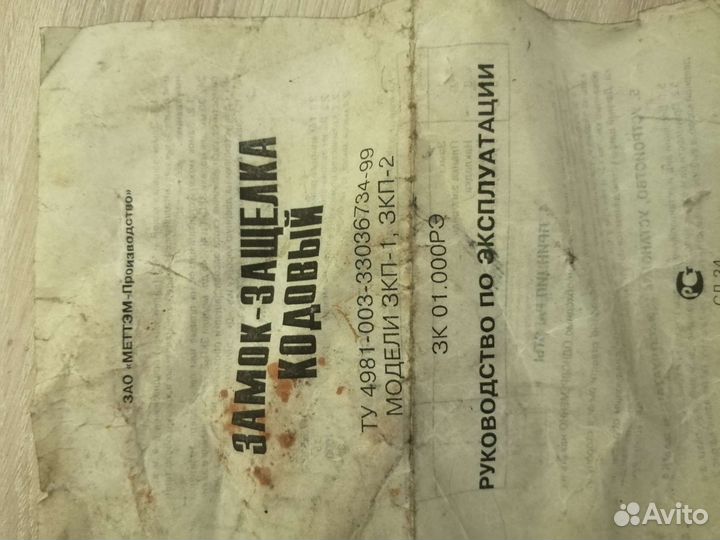 ЗАО «МЕТТЭМ-Производство»
ЗАМОК-ЗАЩЕЛКА
КОДОВЫЙ
ТУ 4981-003-33036734-99
МОДЕЛИ ЗКП-1, ЗКП-2
ЗК 01.000РЭ
РУКОВОДСТВО ПО ЭКСПЛУАТАЦИИ
РСТ
Avito